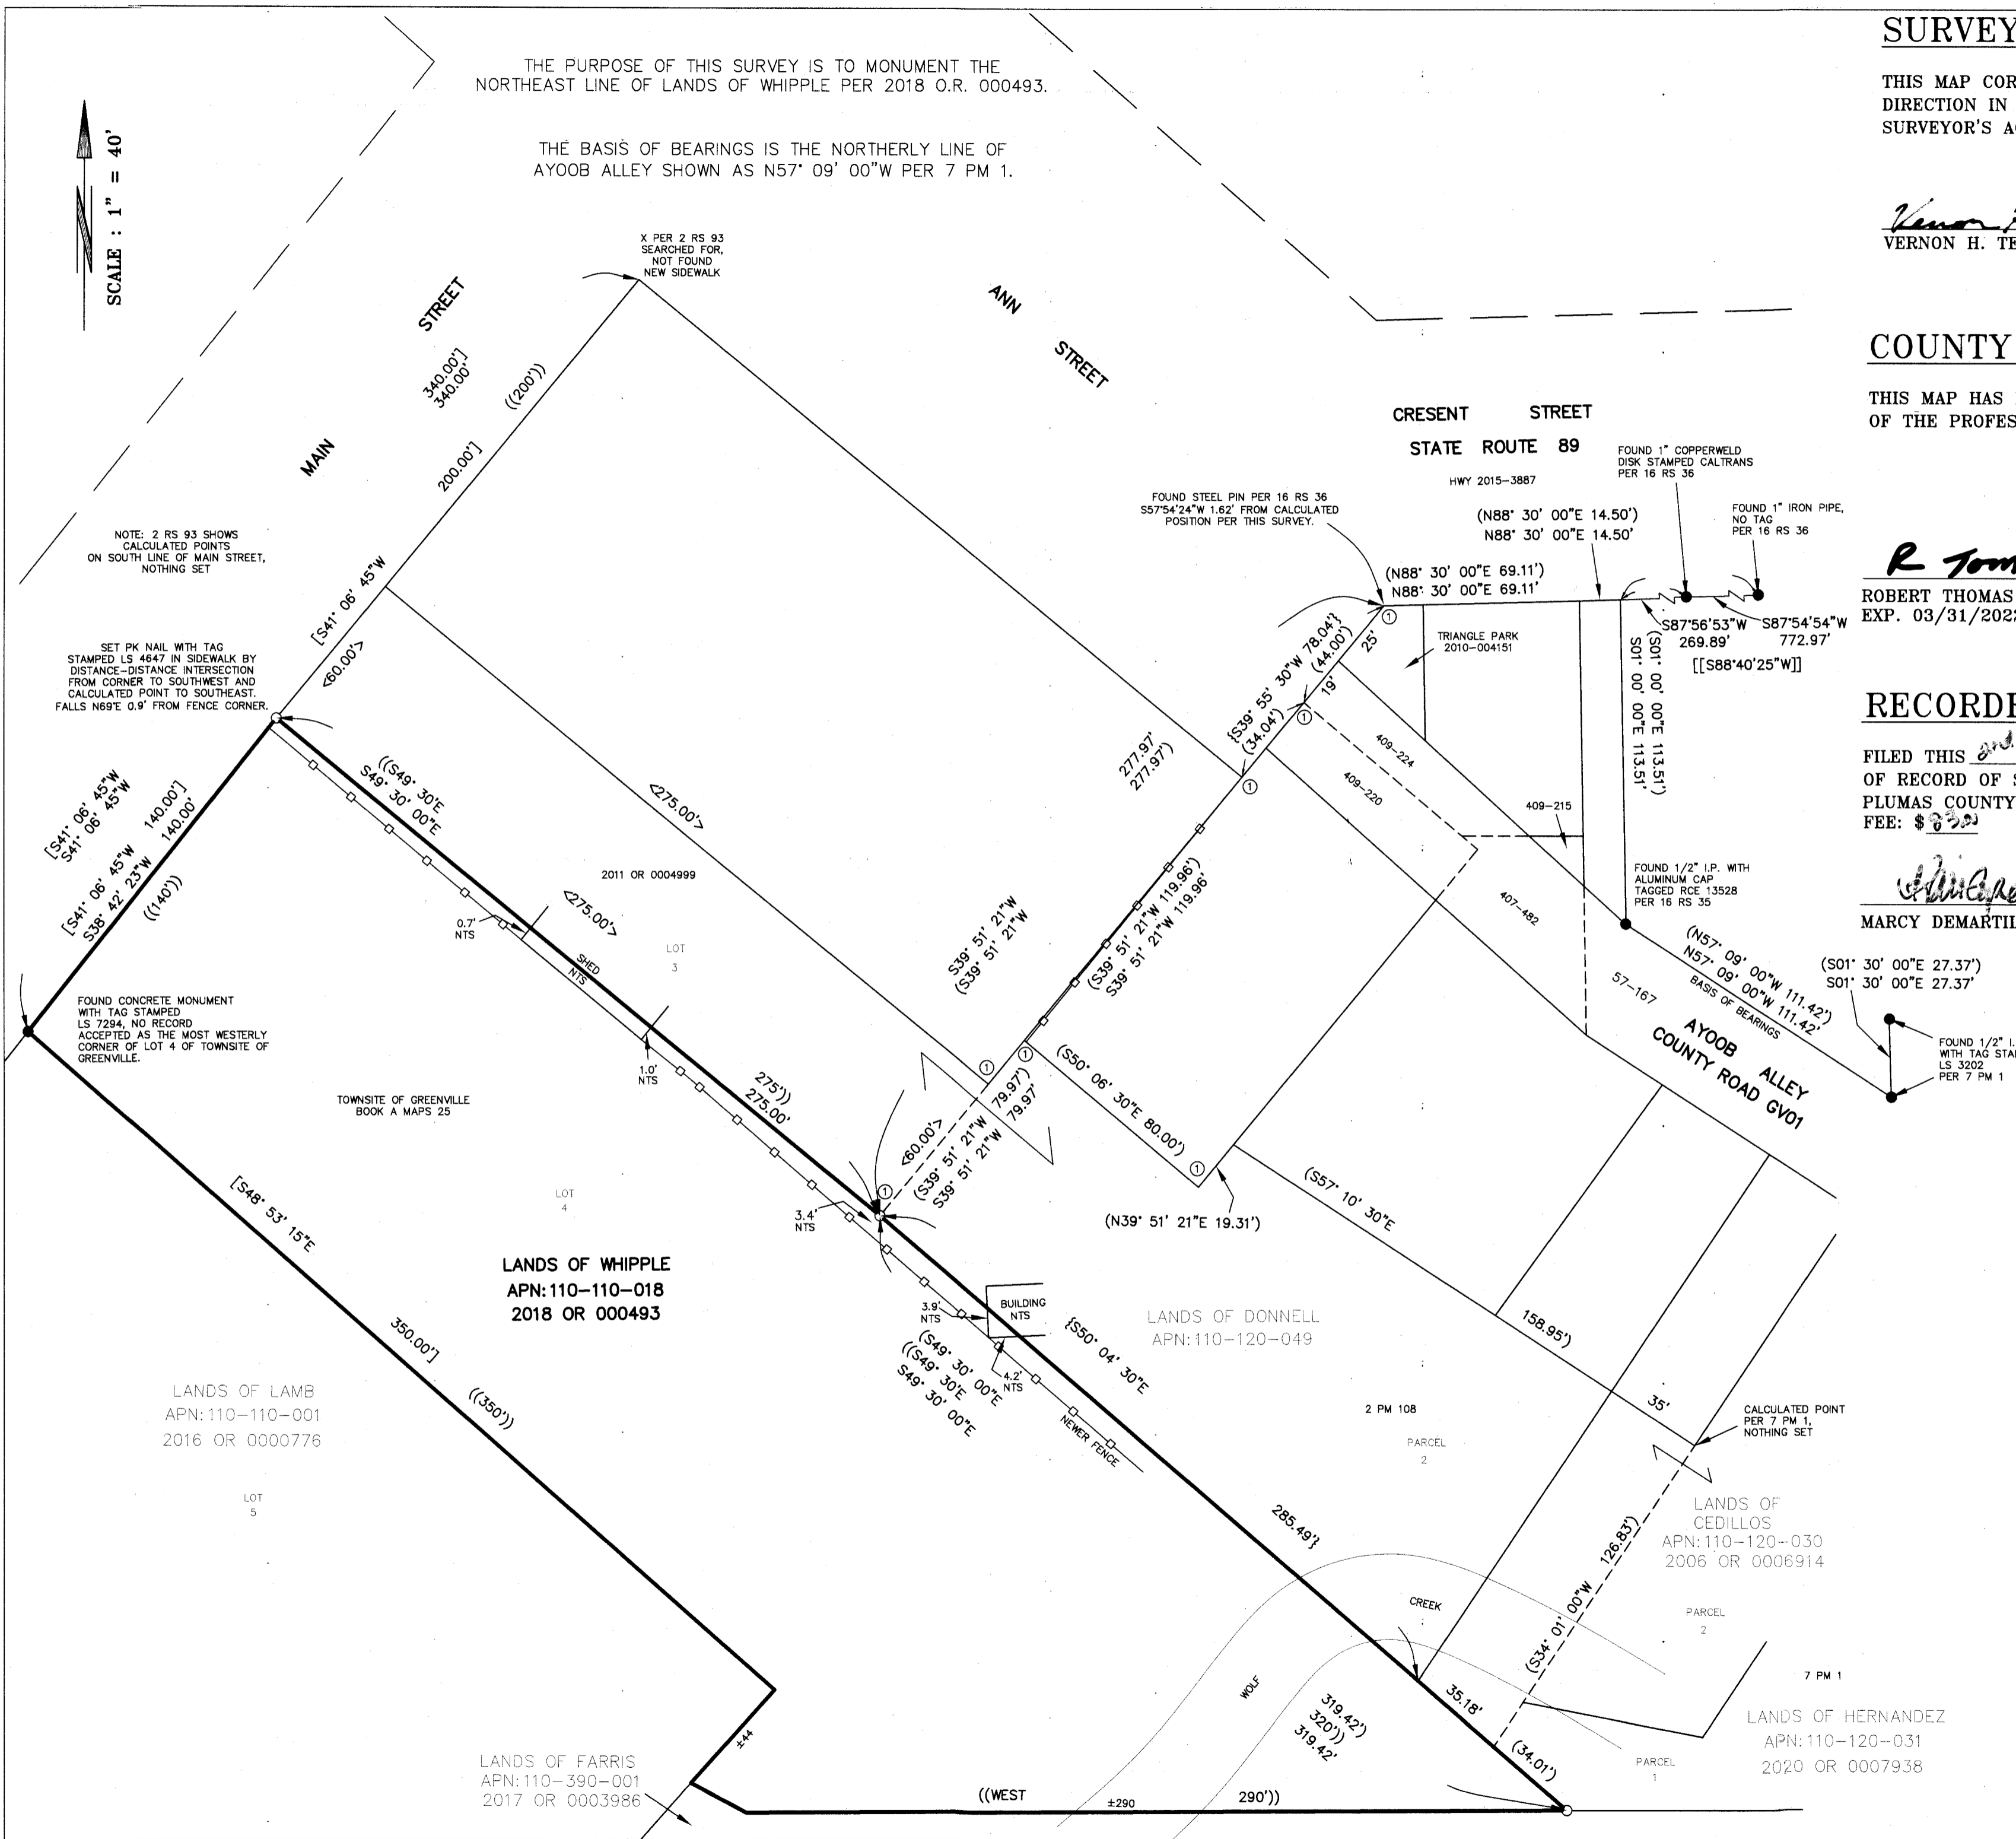 THE PURPOSE OF THIS SURVEY IS TO MONUMENT THE
NORTHEAST LINE OF LANDS OF WHIPPLE PER 2018 O.R. 000493.
THE BASIS OF BEARINGS IS THE NORTHERLY LINE OF
AYOOB ALLEY SHOWN AS N57° 09' 00"W PER 7 PM 1.
SCALE : 1" = 40'
X PER 2 RS 93
SEARCHED FOR,
NOT FOUND
NEW SIDEWALK
MAIN STREET
340.00']
340.00'
((200'))
200.00']
[S41° 06' 45"W
<60.00'>
ANN STREET
CRESENT STREET
STATE ROUTE 89
HWY 2015-3887
FOUND 1" COPPERWELD
DISK STAMPED CALTRANS
PER 16 RS 36
FOUND 1" IRON PIPE,
NO TAG
PER 16 RS 36
FOUND STEEL PIN PER 16 RS 36
S57°54'24"W 1.62' FROM CALCULATED
POSITION PER THIS SURVEY.
(N88° 30' 00"E 14.50')
N88° 30' 00"E 14.50'
(N88° 30' 00"E 69.11')
N88° 30' 00"E 69.11'
S87°56'53"W
269.89'
S87°54'54"W
772.97'
[[S88°40'25"W]]
(S01° 00' 00"E 113.51')
S01° 00' 00"E 113.51'
TRIANGLE PARK
2010-004151
1
{S39° 55' 30"W 78.04'}
(44.00')
25'
19'
(34.04')
1
1
409-224
409-220
409-215
407-482
57-167
NOTE: 2 RS 93 SHOWS
CALCULATED POINTS
ON SOUTH LINE OF MAIN STREET,
NOTHING SET
SET PK NAIL WITH TAG
STAMPED LS 4647 IN SIDEWALK BY
DISTANCE-DISTANCE INTERSECTION
FROM CORNER TO SOUTHWEST AND
CALCULATED POINT TO SOUTHEAST.
FALLS N69°E 0.9' FROM FENCE CORNER.
[S41° 06' 45"W
S41° 06' 45"W
[S41° 06' 45"W 140.00']
S38° 42' 23"W 140.00'
((140'))
((S49° 30'E
S49° 30' 00"E
<275.00'>
2011 OR 0004999
<275.00'>
0.7'
NTS
SHED
NTS
LOT
3
1.0'
NTS
275'))
275.00'
277.97'
277.97')
S39° 51' 21"W
(S39° 51' 21"W
(S39° 51' 21"W 119.96')
S39° 51' 21"W 119.96'
1
1
<60.00'>
(S39° 51' 21"W 79.97')
S39° 51' 21"W 79.97'
(S50° 06' 30"E 80.00')
1
(N39° 51' 21"E 19.31')
1
FOUND 1/2" I.P. WITH
ALUMINUM CAP
TAGGED RCE 13528
PER 16 RS 35
(N57° 09' 00"W 111.42')
N57° 09' 00"W 111.42'
BASIS OF BEARINGS
AYOOB ALLEY
COUNTY ROAD GV01
(S01° 30' 00"E 27.37')
S01° 30' 00"E 27.37'
FOUND 1/2" I.
WITH TAG STA
LS 3202
PER 7 PM 1
FOUND CONCRETE MONUMENT
WITH TAG STAMPED
LS 7294, NO RECORD
ACCEPTED AS THE MOST WESTERLY
CORNER OF LOT 4 OF TOWNSITE OF
GREENVILLE.
TOWNSITE OF GREENVILLE
BOOK A MAPS 25
LOT
4
3.4'
NTS
LANDS OF WHIPPLE
APN:110-110-018
2018 OR 000493
[S48° 53' 15"E
350.00']
((350'))
LANDS OF LAMB
APN:110-110-001
2016 OR 0000776
LOT
5
3.9'
NTS
BUILDING
NTS
4.2'
NTS
(S49° 30' 00"E
((S49° 30'E
S49° 30' 00"E
NEWER FENCE
{S50° 04' 30"E
285.49'}
LANDS OF DONNELL
APN:110-120-049
(S57° 10' 30"E
158.95')
35'
2 PM 108
PARCEL
2
CALCULATED POINT
PER 7 PM 1,
NOTHING SET
LANDS OF
CEDILLOS
APN:110-120-030
2006 OR 0006914
PARCEL
2
(S34° 01' 00"W 126.83')
7 PM 1
LANDS OF HERNANDEZ
APN:110-120-031
2020 OR 0007938
PARCEL
1
WOLF CREEK
35.18'
(34.01')
319.42')
320'))
319.42'
±44
LANDS OF FARRIS
APN:110-390-001
2017 OR 0003986
((WEST 290'))
±290
SURVEY
THIS MAP COR
DIRECTION IN
SURVEYOR'S A
VERNON H. TE
COUNTY
THIS MAP HAS
OF THE PROFES
R Tom
ROBERT THOMAS
EXP. 03/31/202
RECORDE
FILED THIS 2nd
OF RECORD OF S
PLUMAS COUNTY
FEE: $
MARCY DEMARTIL